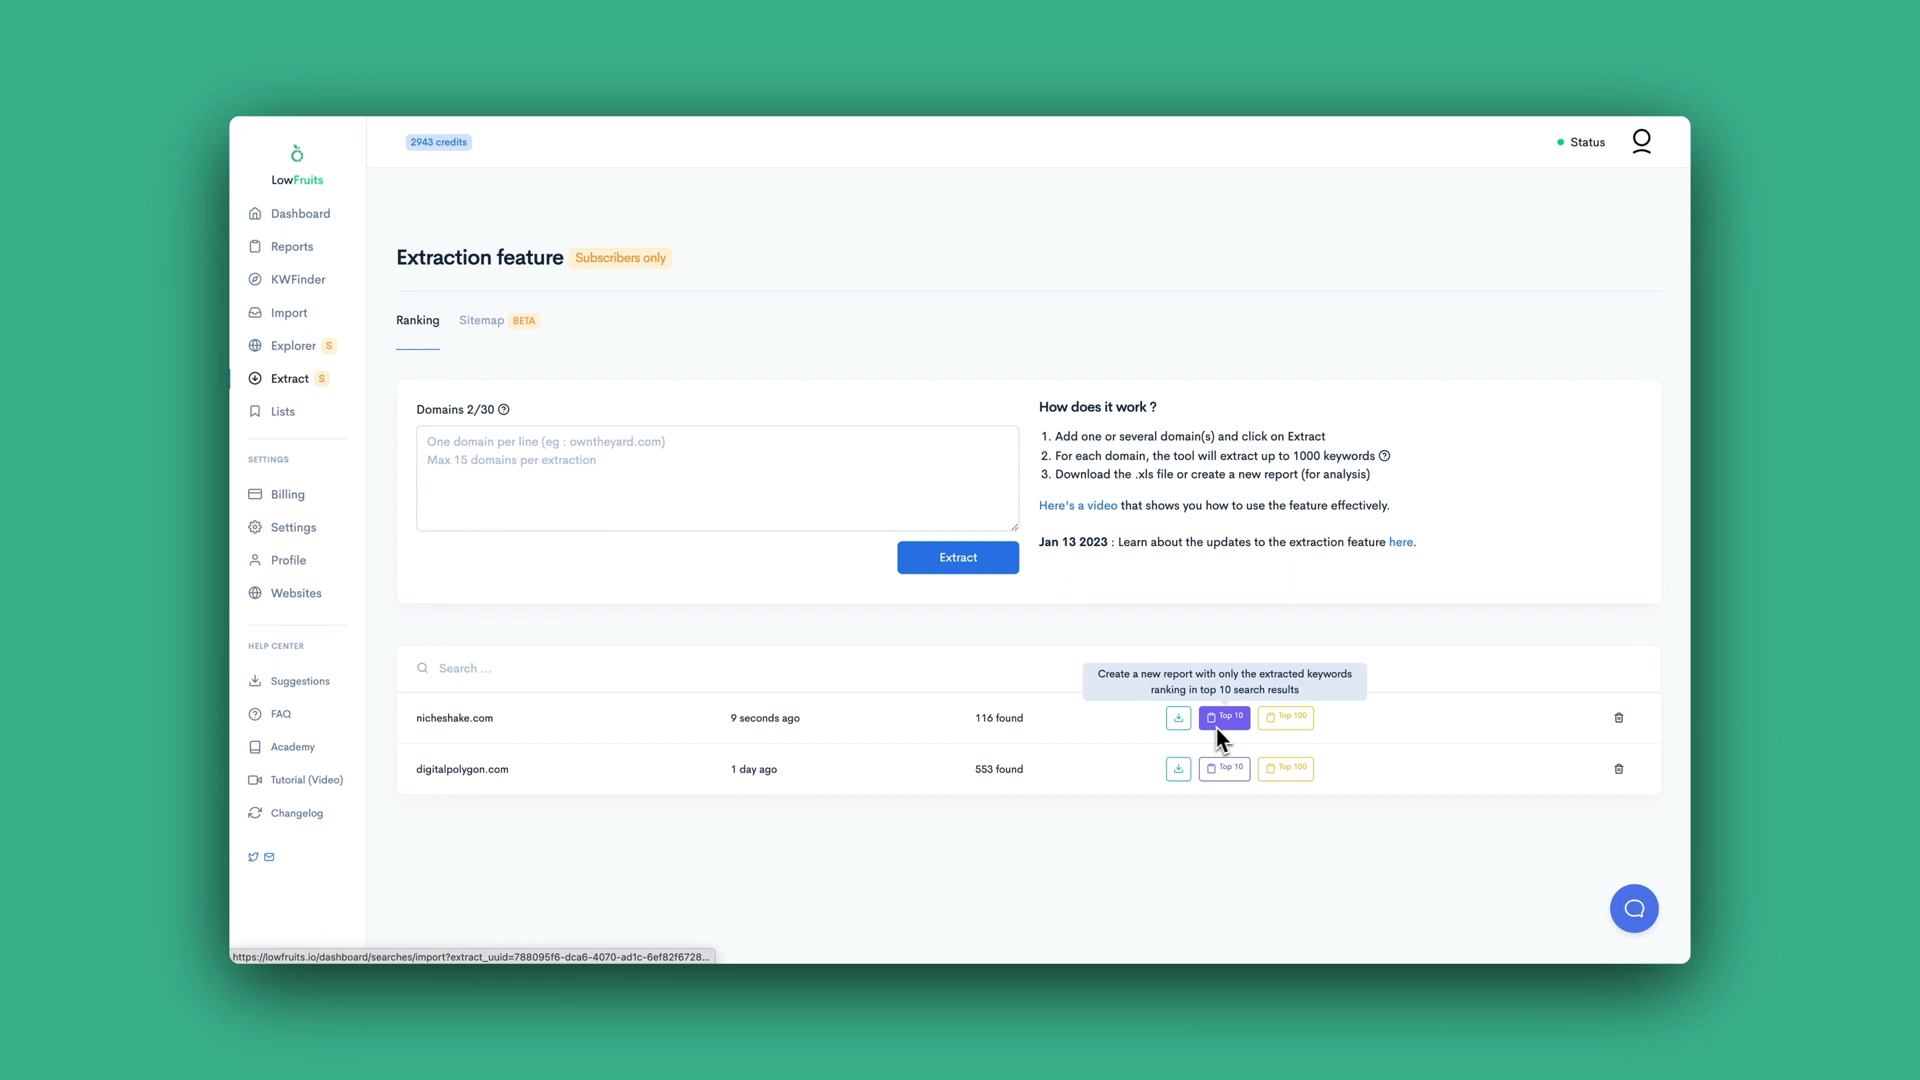 2943 credits
Status
LowFruits
Dashboard
Reports
KWFinder
Import
Explorer S
Extract S
Lists
SETTINGS
Billing
Settings
Profile
Websites
HELP CENTER
Suggestions
FAQ
Academy
Tutorial (Video)
Changelog
Extraction feature Subscribers only
Ranking Sitemap BETA
Domains 2/30
One domain per line (eg : owntheyard.com)
Max 15 domains per extraction
Extract
How does it work ?
1. Add one or several domain(s) and click on Extract
2. For each domain, the tool will extract up to 1000 keywords
3. Download the .xls file or create a new report (for analysis)
Here's a video that shows you how to use the feature effectively.
Jan 13 2023 : Learn about the updates to the extraction feature here.
Search ...
Create a new report with only the extracted keywords
ranking in top 10 search results
nicheshake.com 9 seconds ago 116 found Top 10 Top 100
digitalpolygon.com 1 day ago 553 found Top 10 Top 100
https://lowfruits.io/dashboard/searches/import?extract_uuid=788095f6-dca6-4070-ad1c-6ef82f6728...